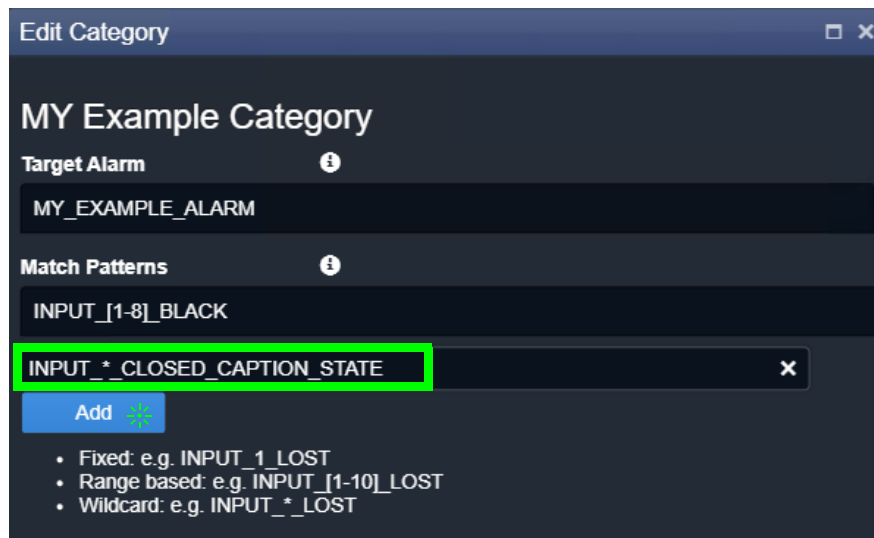 Edit Category
MY Example Category
Target Alarm
MY_EXAMPLE_ALARM
Match Patterns
INPUT_[1-8]_BLACK
INPUT_*_CLOSED_CAPTION_STATE
Add
• Fixed: e.g. INPUT_1_LOST
• Range based: e.g. INPUT_[1-10]_LOST
• Wildcard: e.g. INPUT_*_LOST